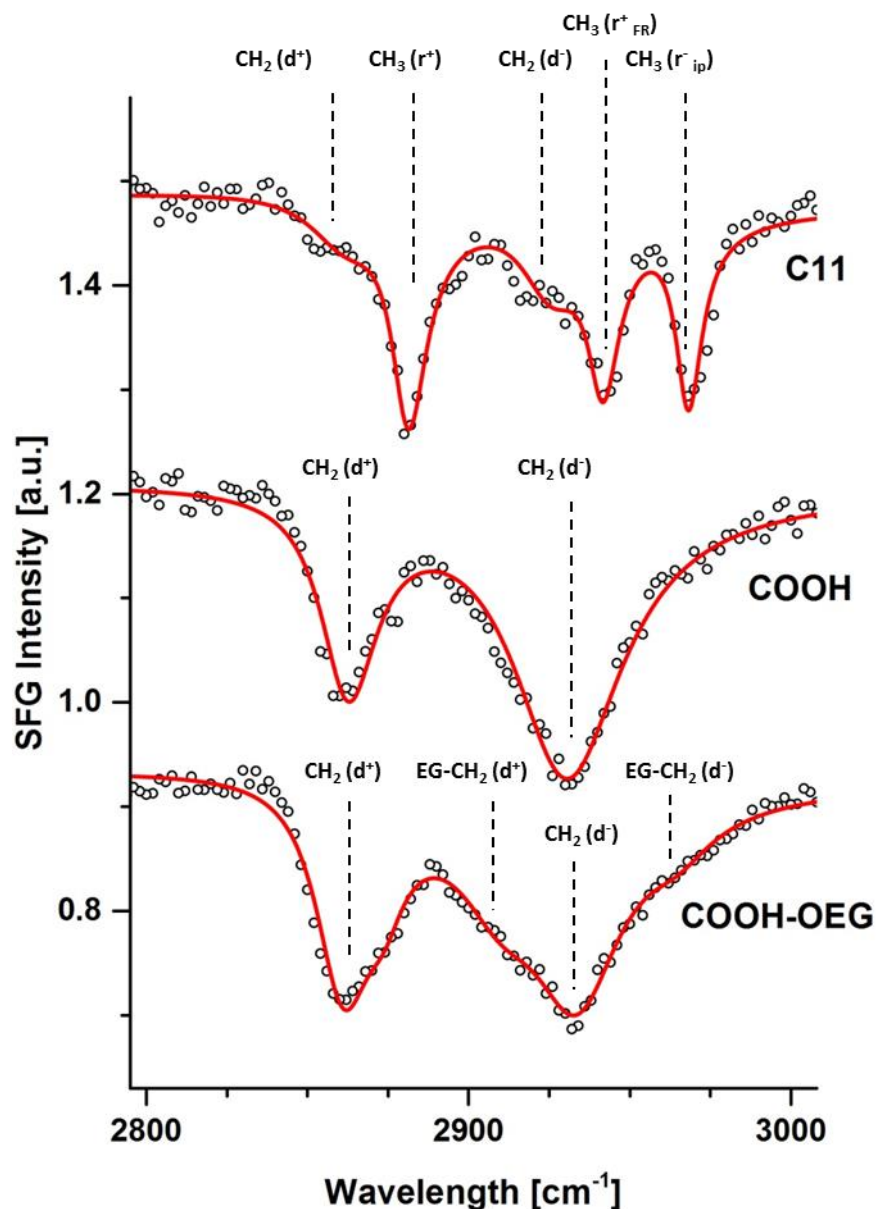 CH₃ (r⁺ FR)
CH₂ (d⁺) CH₃ (r⁺) CH₂ (d⁻) CH₃ (r⁻ ip)
C11
1.4
SFG Intensity [a.u.]
1.2
CH₂ (d⁺) CH₂ (d⁻)
COOH
1.0
CH₂ (d⁺) EG-CH₂ (d⁺) EG-CH₂ (d⁻)
CH₂ (d⁻)
0.8
COOH-OEG
2800 2900 3000
Wavelength [cm⁻¹]